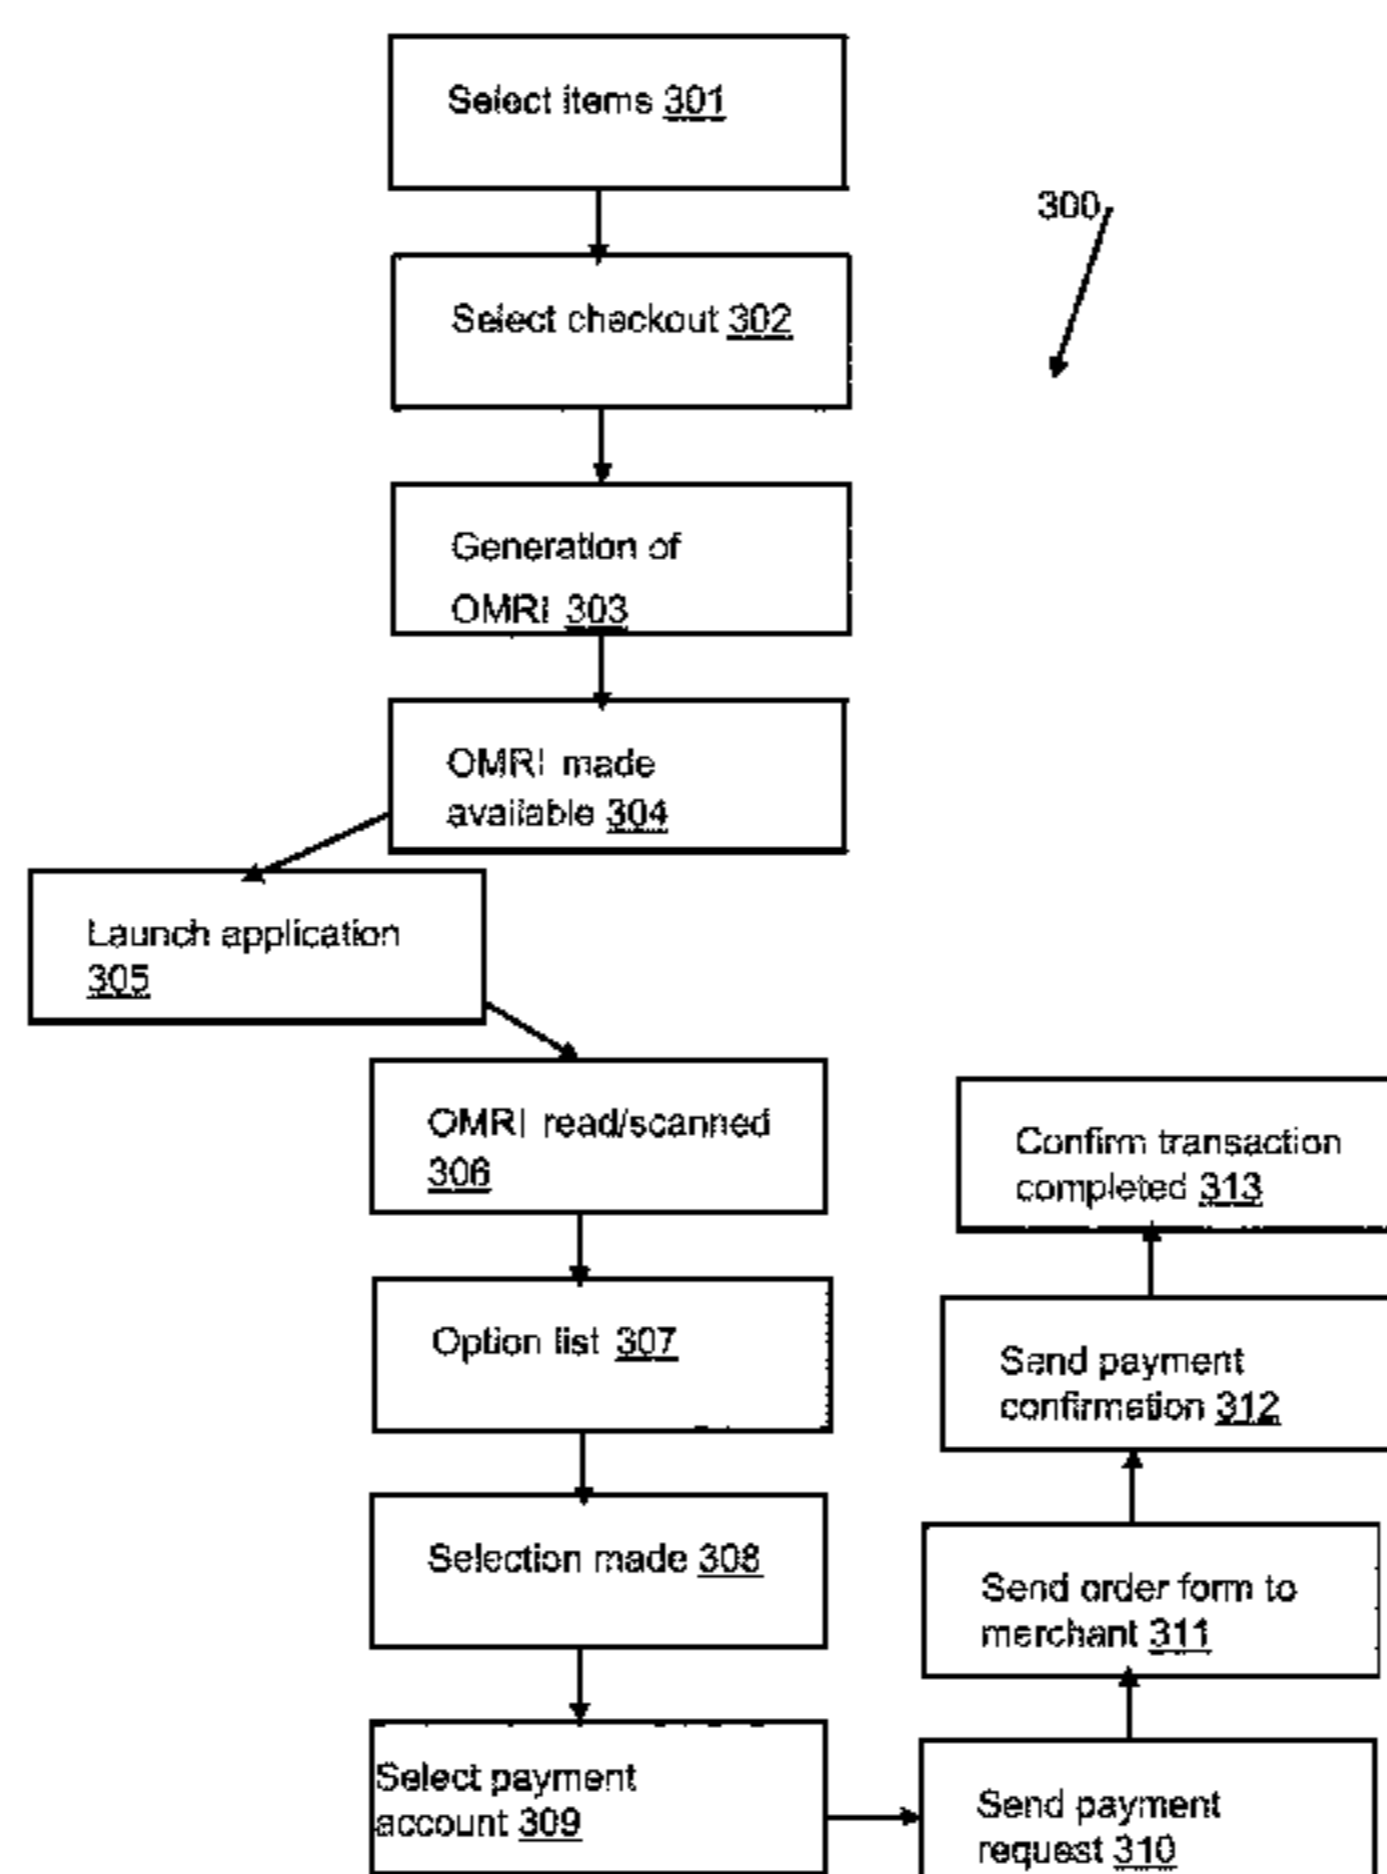 Select items 301
300
Select checkout 302
Generation of
OMRI 303
OMRI made
available 304
Launch application
305
OMRI read/scanned
306
Option list 307
Selection made 308
Select payment
account 309
Send payment
request 310
Send order form to
merchant 311
Send payment
confirmation 312
Confirm transaction
completed 313